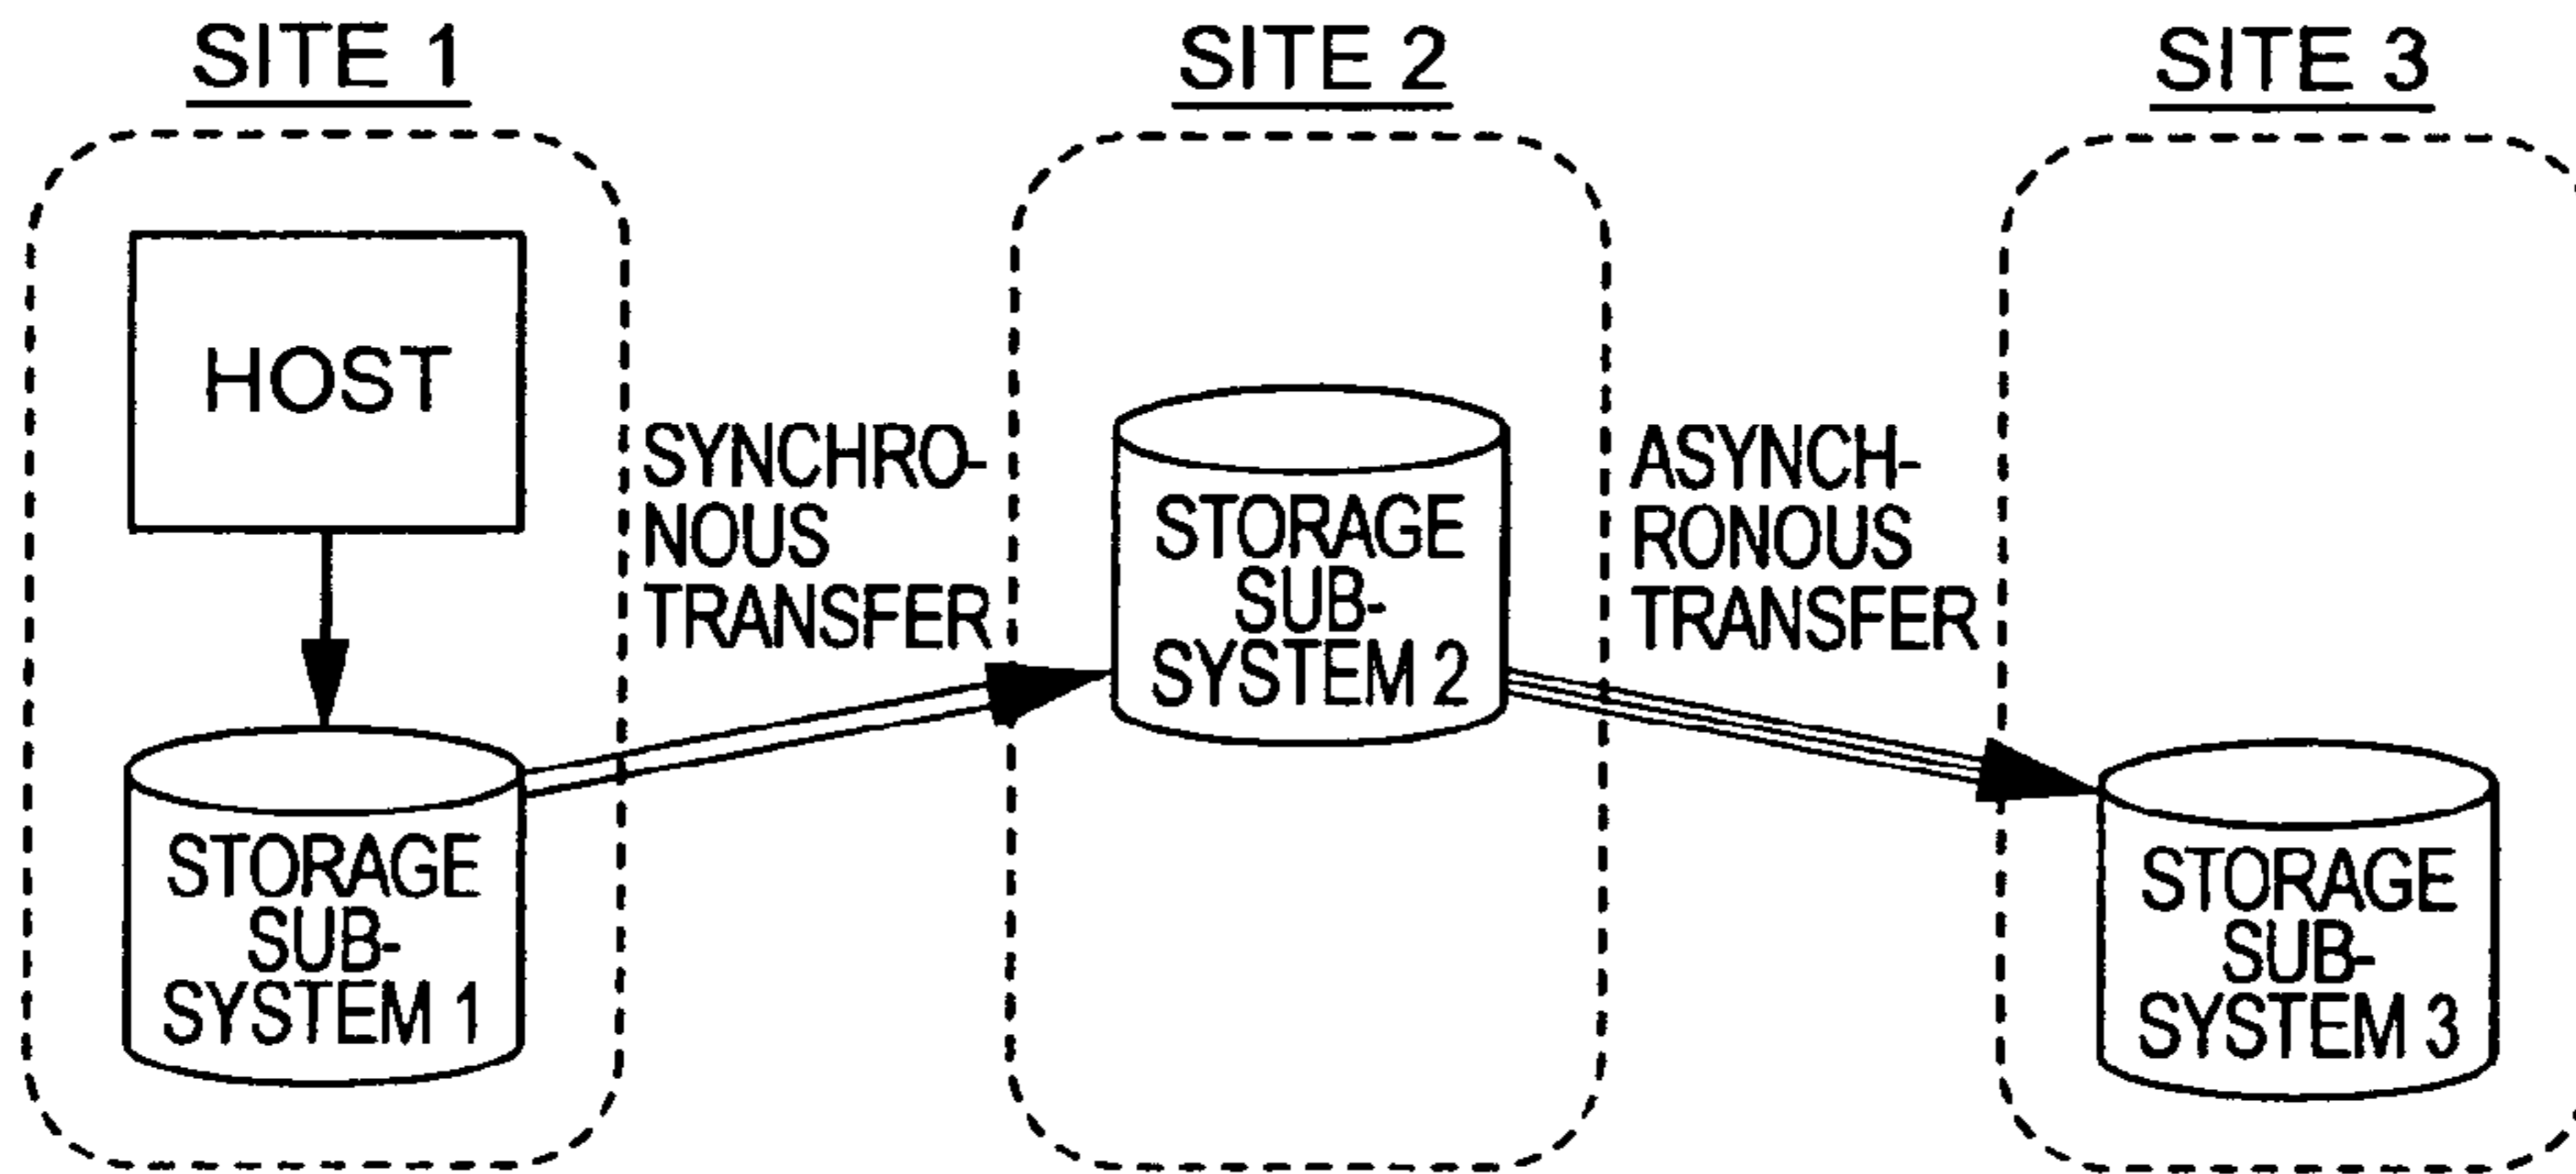 SITE 1
SITE 2
SITE 3
HOST
SYNCHRO-
NOUS
TRANSFER
STORAGE
SUB-
SYSTEM 2
ASYNCH-
RONOUS
TRANSFER
STORAGE
SUB-
SYSTEM 1
STORAGE
SUB-
SYSTEM 3